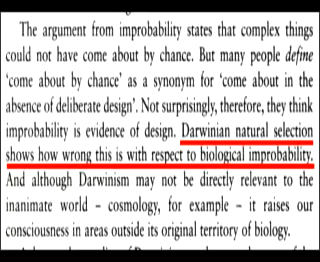 The argument from improbability states that complex things
could not have come about by chance. But many people define
'come about by chance' as a synonym for 'come about in the
absence of deliberate design'. Not surprisingly, therefore, they think
improbability is evidence of design. Darwinian natural selection
shows how wrong this is with respect to biological improbability.
And although Darwinism may not be directly relevant to the
inanimate world – cosmology, for example – it raises our
consciousness in areas outside its original territory of biology.